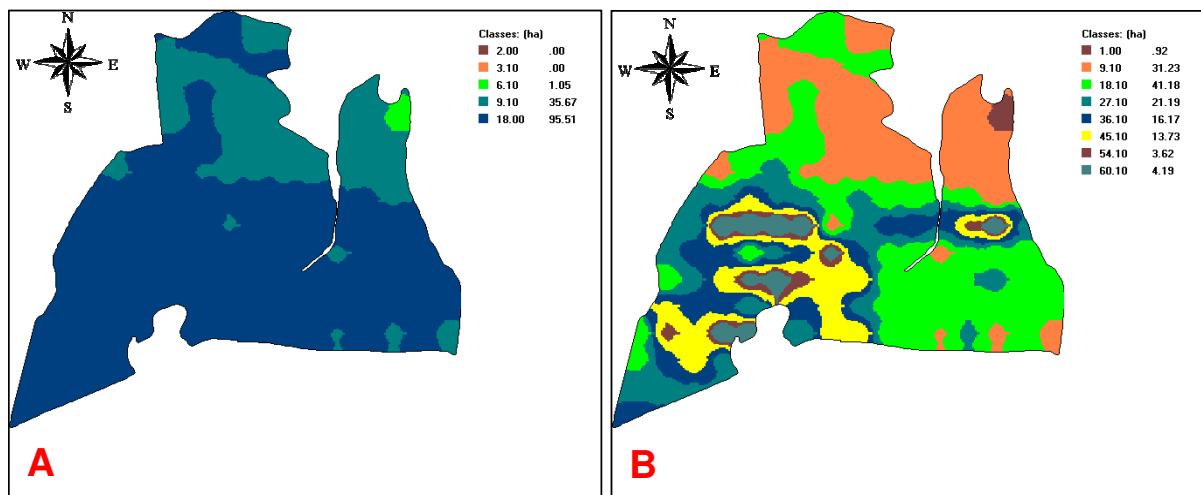 N
W E
S
Classes: (ha)
2.00 .00
3.10 .00
6.10 1.05
9.10 35.67
18.00 95.51
A
N
W E
S
Classes: (ha)
1.00 .92
9.10 31.23
18.10 41.18
27.10 21.19
36.10 16.17
45.10 13.73
54.10 3.62
60.10 4.19
B